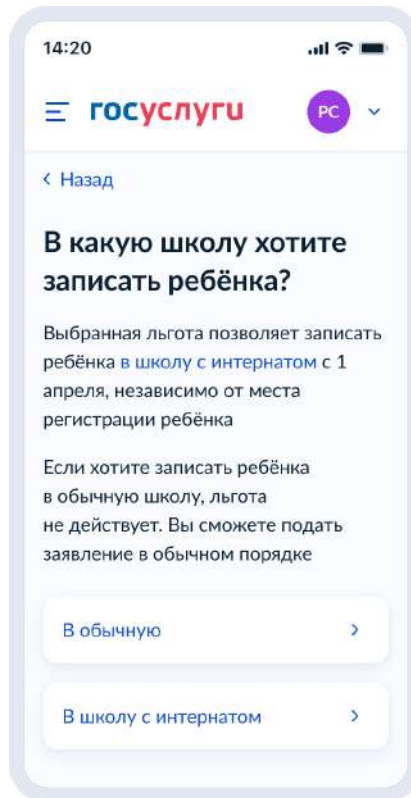 14:20
госуслуги
РС
Назад
В какую школу хотите
записать ребёнка?
Выбранная льгота позволяет записать
ребёнка в школу с интернатом с 1
апреля, независимо от места
регистрации ребёнка
Если хотите записать ребёнка
в обычную школу, льгота
не действует. Вы сможете подать
заявление в обычном порядке
В обычную
В школу с интернатом